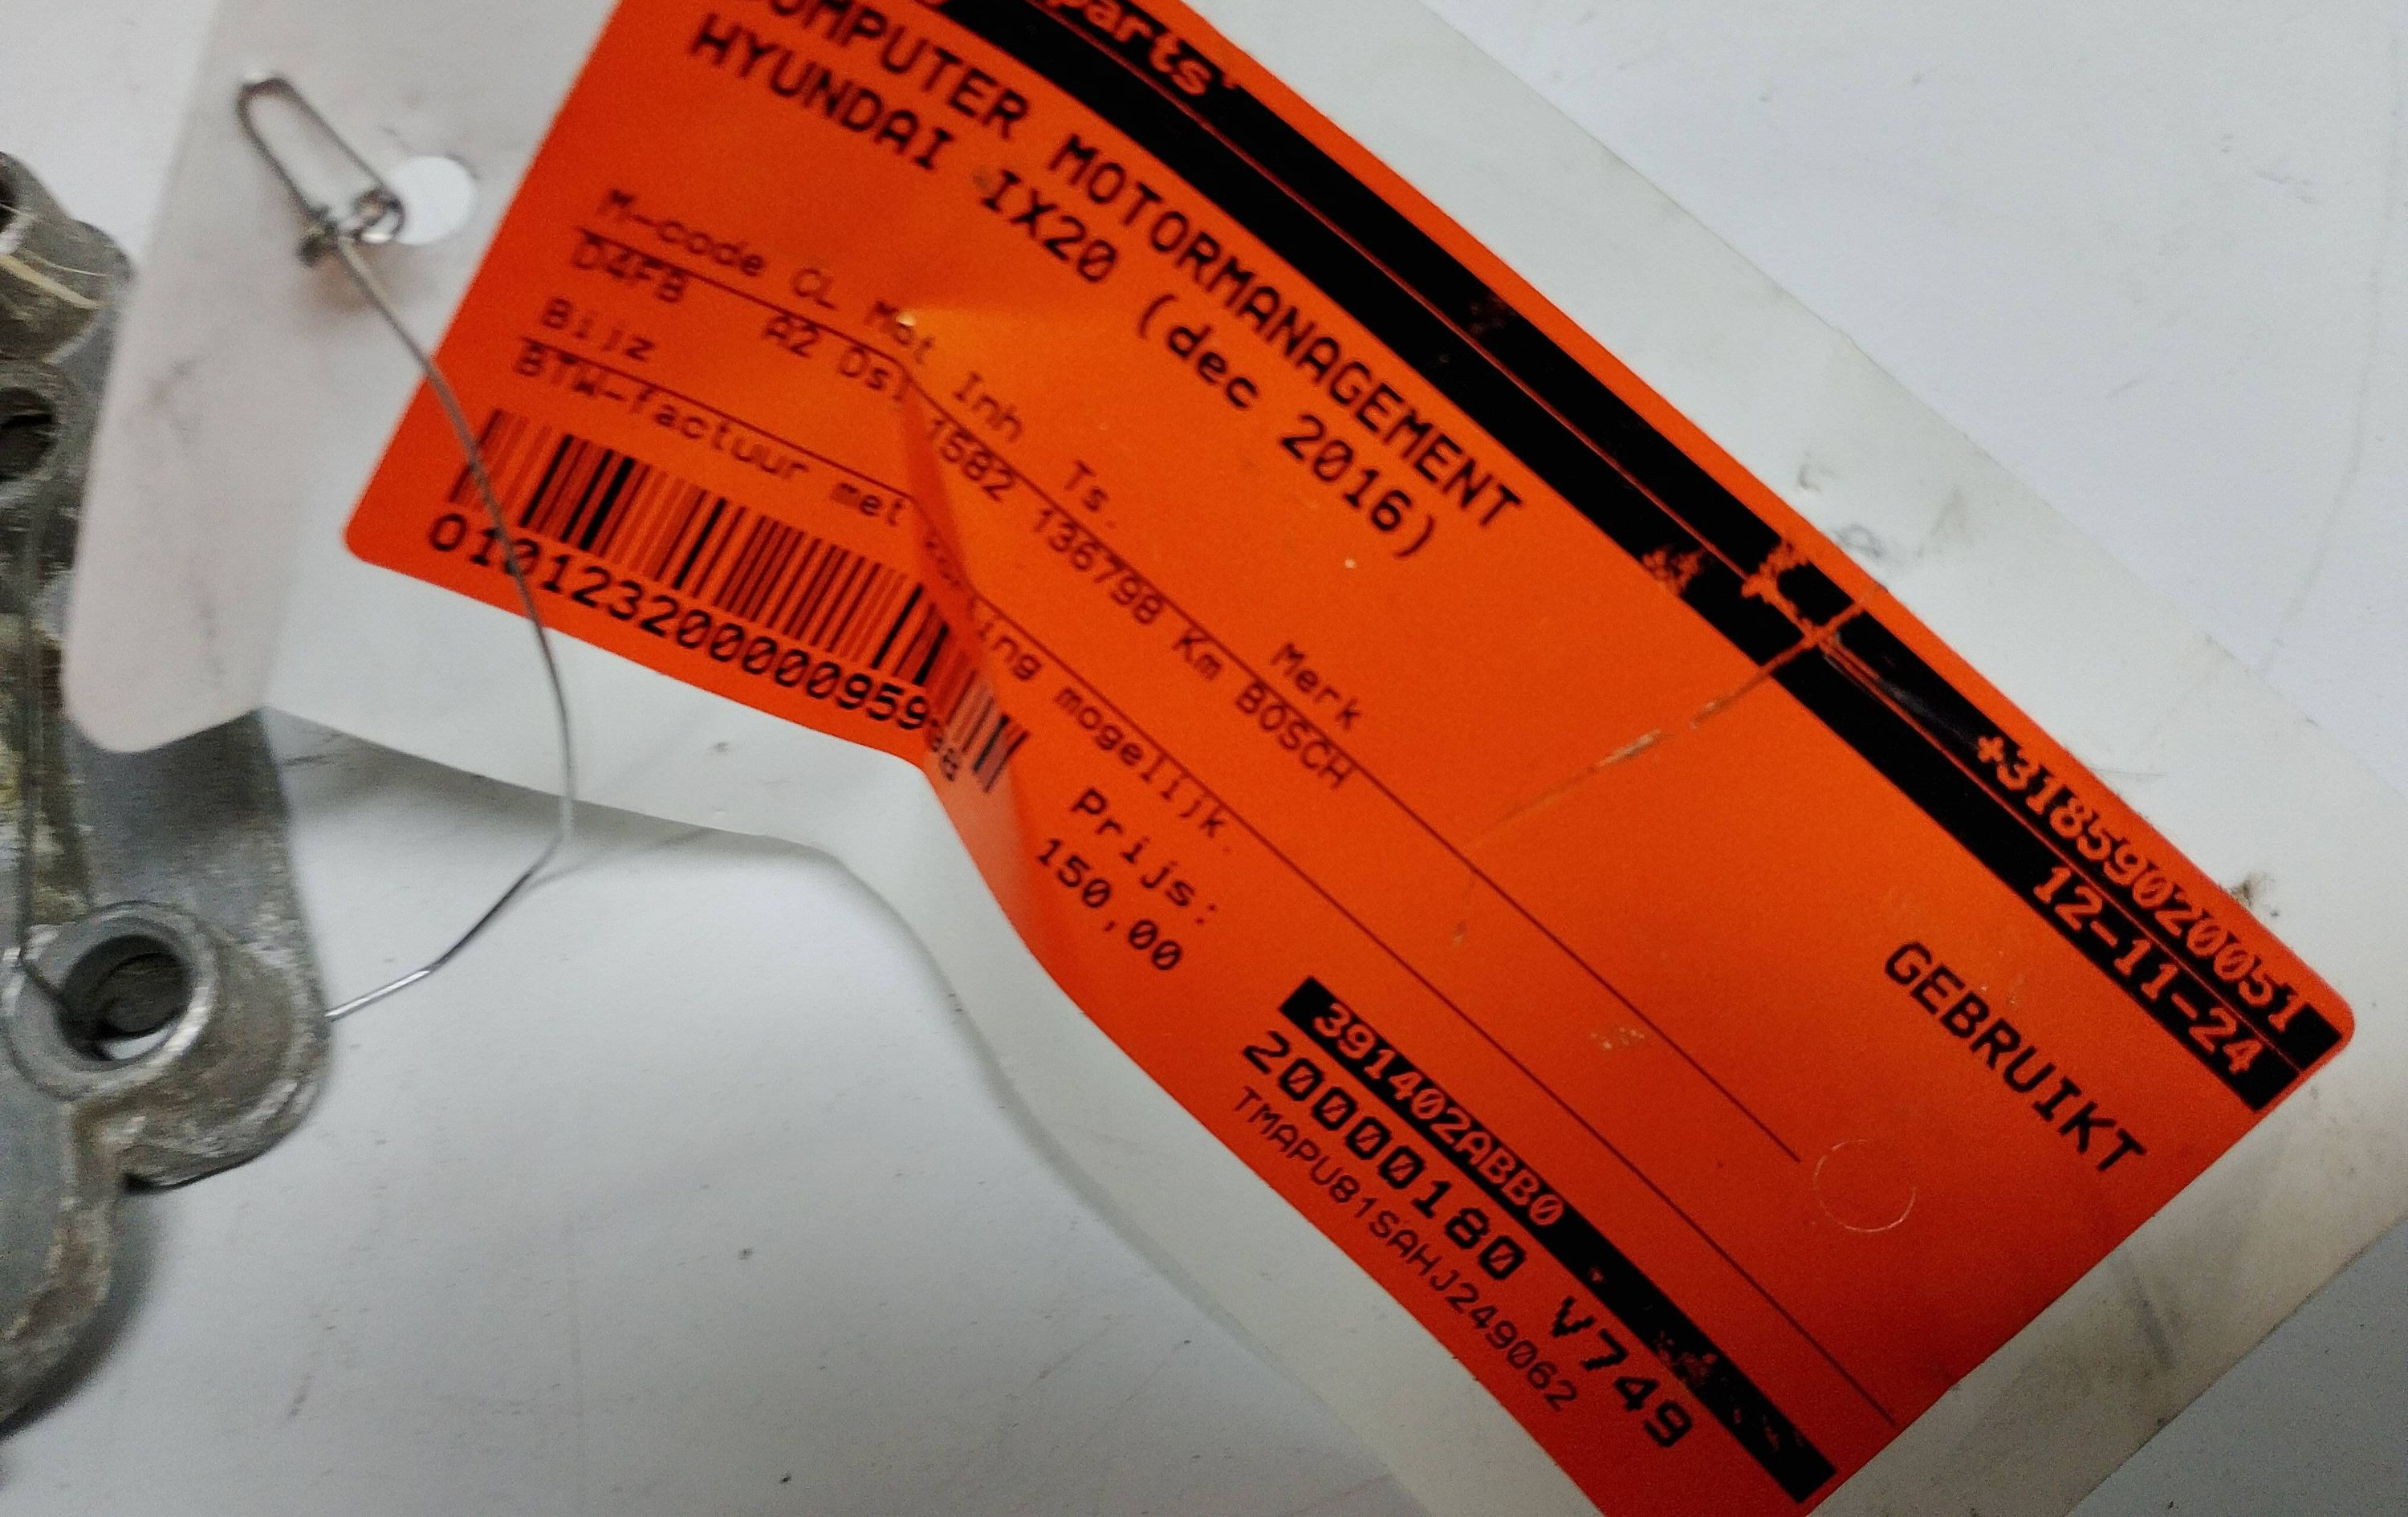 parts
+31859020051
12-11-24
COMPUTER MOTORMANAGEMENT
HYUNDAI IX20 (dec 2016)
GEBRUIKT
M-code CL Mot Inh Ts. Merk
D4FB A2 Dsl 1582 136798 Km BOSCH
Bijz
BTW-factuur met mogelijk.
Prijs:
150,00
391402ABB0
20000180 V749
TMAPU81SAHJ249062